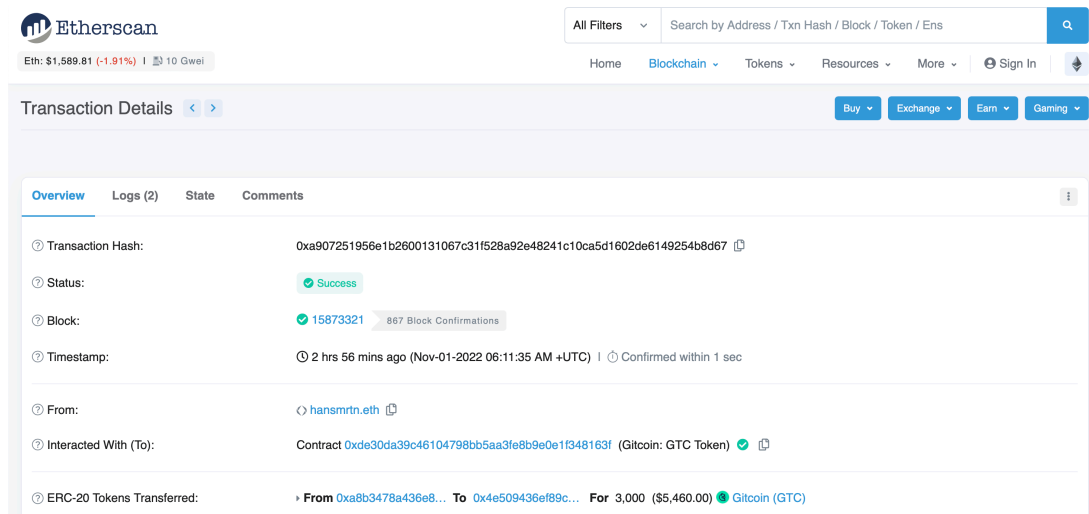 Etherscan
All Filters Search by Address / Txn Hash / Block / Token / Ens
Eth: $1,589.81 (-1.91%) | 10 Gwei
Home Blockchain Tokens Resources More Sign In
Transaction Details
Buy Exchange Earn Gaming
Overview Logs (2) State Comments
Transaction Hash: 0xa907251956e1b2600131067c31f528a92e48241c10ca5d1602de6149254b8d67
Status: Success
Block: 15873321 867 Block Confirmations
Timestamp: 2 hrs 56 mins ago (Nov-01-2022 06:11:35 AM +UTC) | Confirmed within 1 sec
From: hansmrtn.eth
Interacted With (To): Contract 0xde30da39c46104798bb5aa3fe8b9e0e1f348163f (Gitcoin: GTC Token)
ERC-20 Tokens Transferred: From 0xa8b3478a436e8... To 0x4e509436ef89c... For 3,000 ($5,460.00) Gitcoin (GTC)